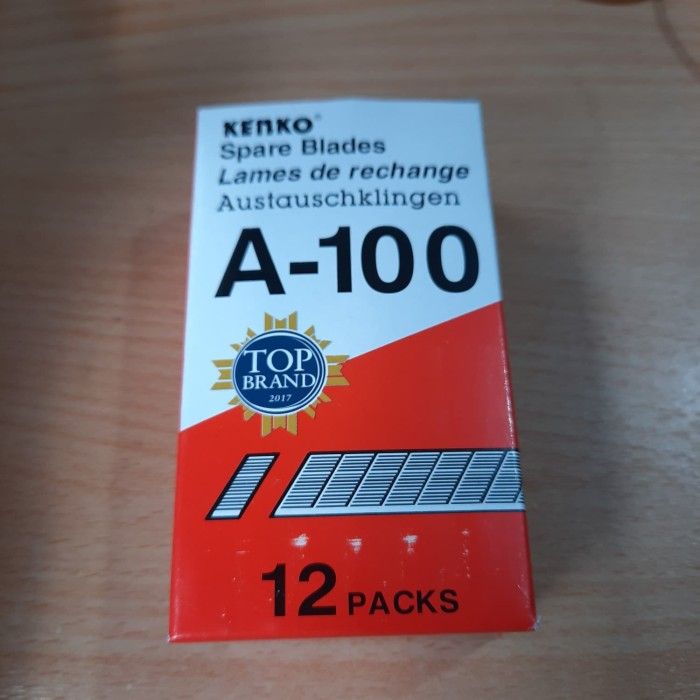 KENKO®
Spare Blades
Lames de rechange
Austauschklingen
A-100
TOP
BRAND
2017
12 PACKS